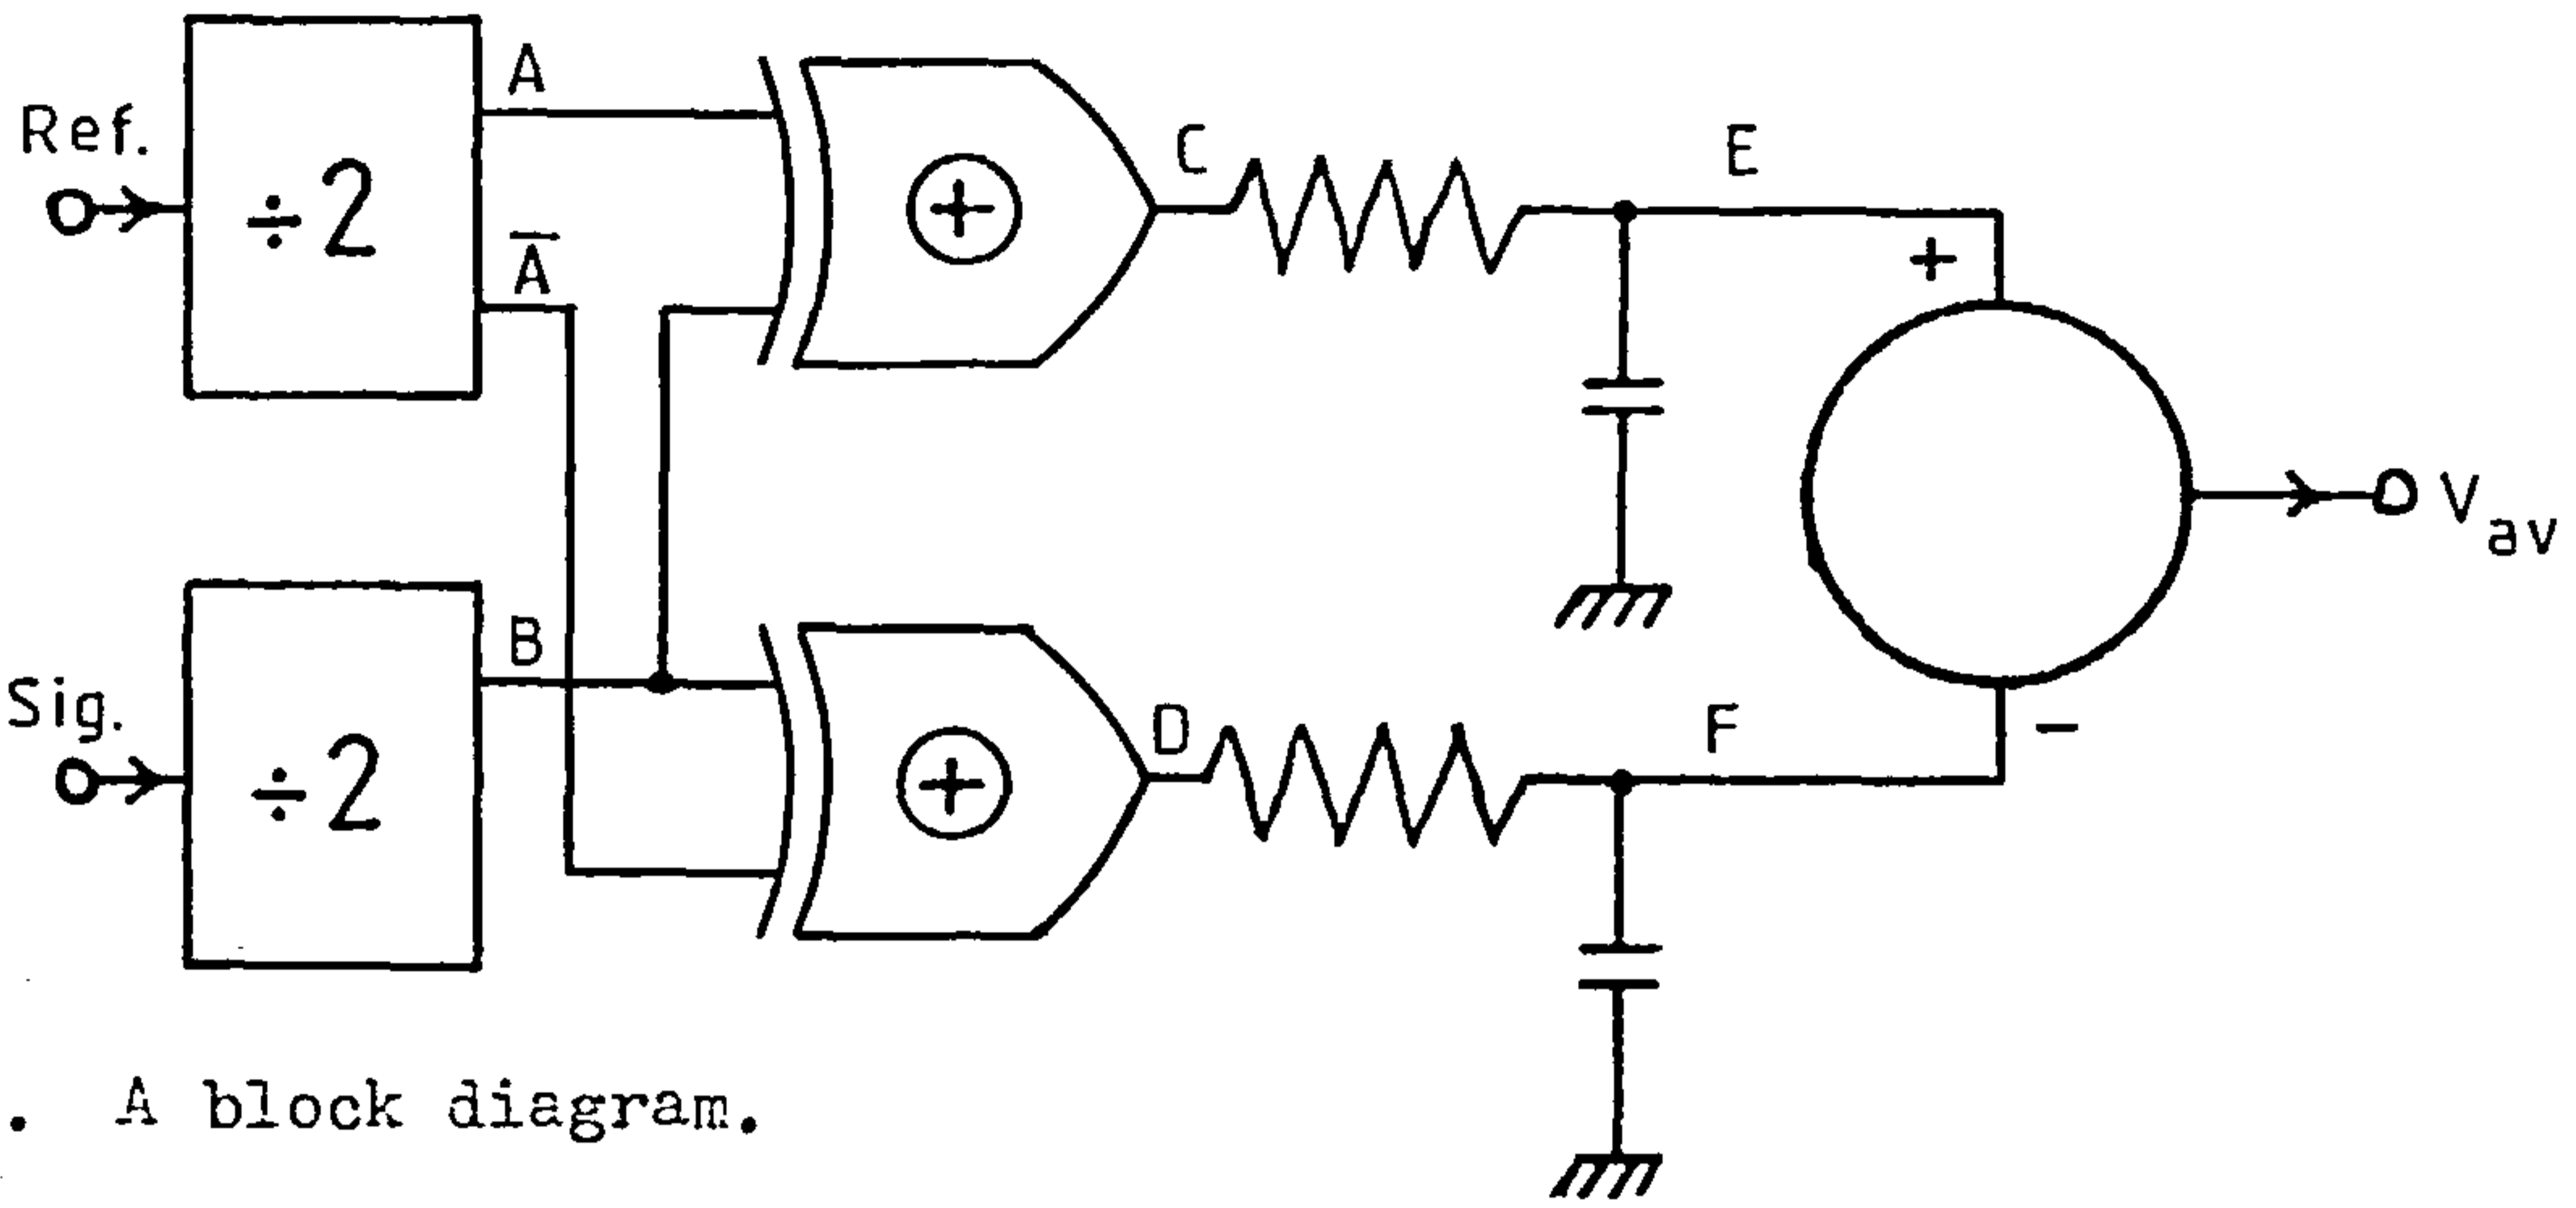 A
Ref.
÷2
Ā
C
E
+
+
V av
B
Sig.
÷2
D
F
−
+
. A block diagram.